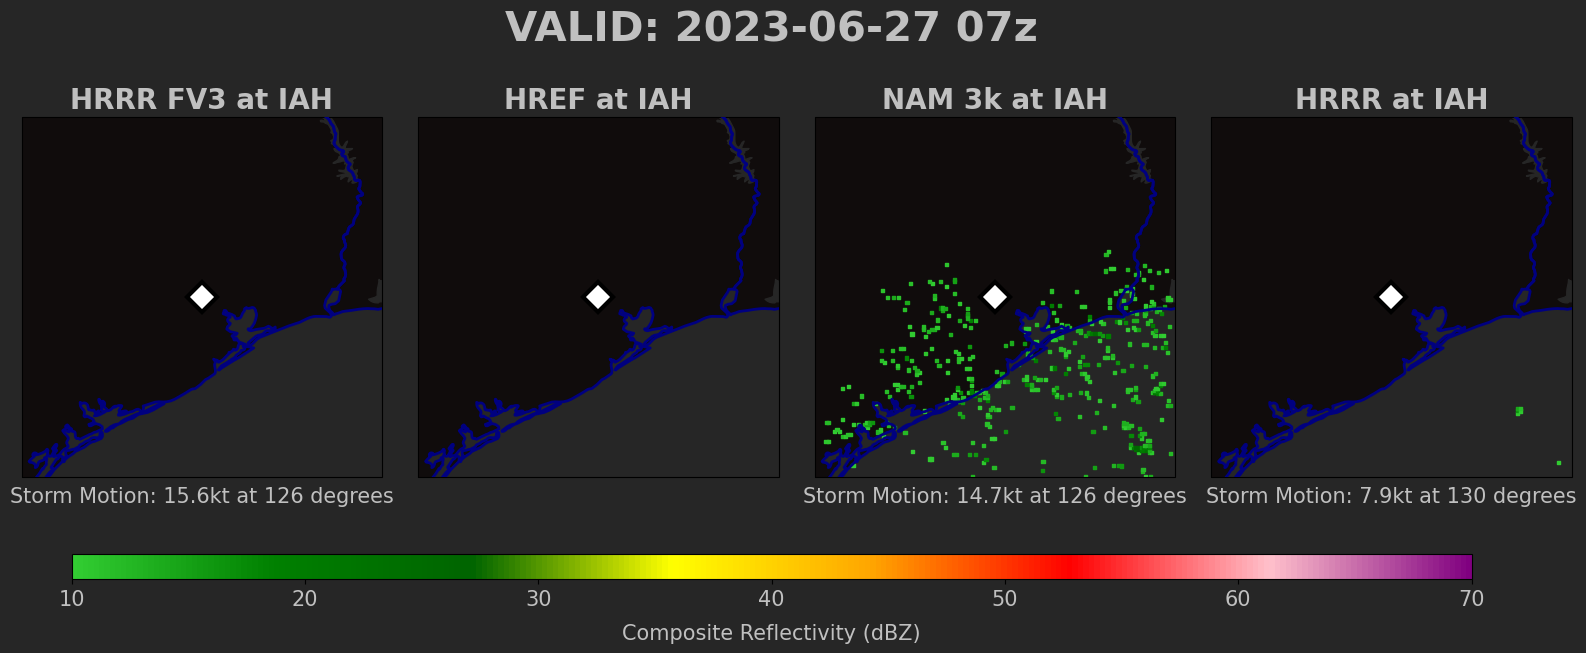 VALID: 2023-06-27 07z
HRRR FV3 at IAH
HREF at IAH
NAM 3k at IAH
HRRR at IAH
Storm Motion: 15.6kt at 126 degrees
Storm Motion: 14.7kt at 126 degrees
Storm Motion: 7.9kt at 130 degrees
10 20 30 40 50 60 70
Composite Reflectivity (dBZ)